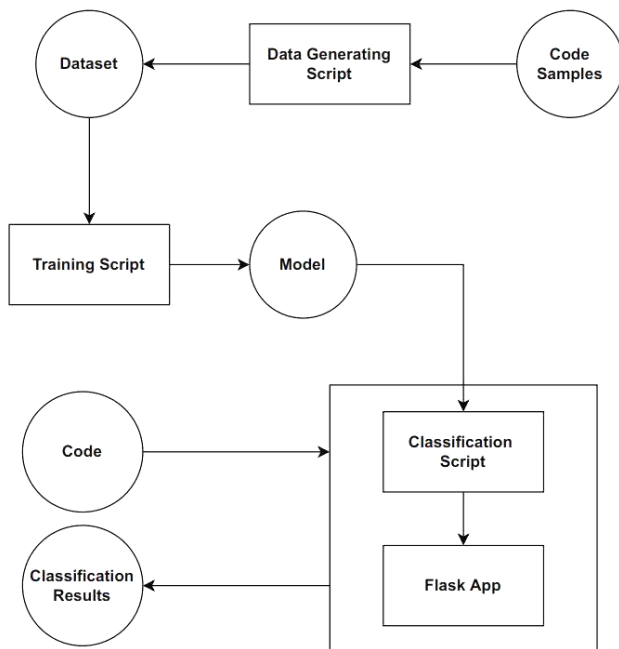 Dataset
Data Generating
Script
Code
Samples
Training Script
Model
Code
Classification
Script
Classification
Results
Flask App